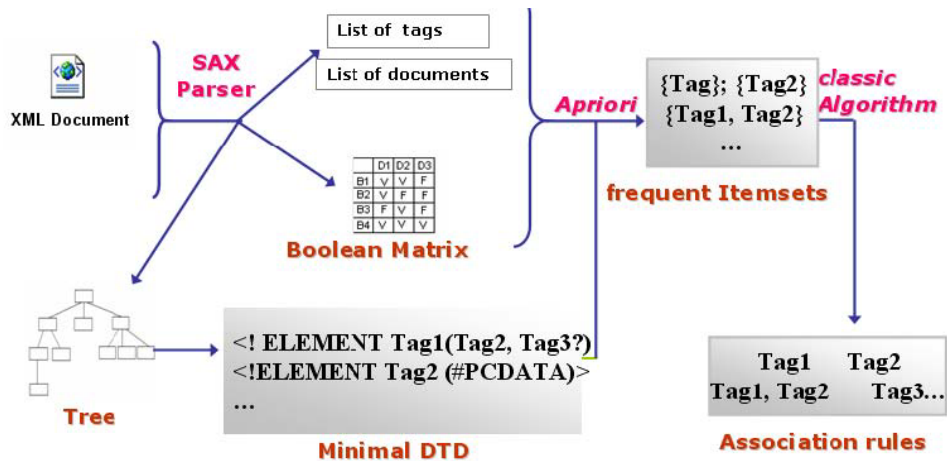 XML Document
SAX
Parser
List of tags
List of documents
D1 D2 D3
B1 V V F
B2 V F F
B3 F V F
B4 V V V
Boolean Matrix
Apriori
{Tag}; {Tag2}
{Tag1, Tag2}
...
frequent Itemsets
classic
Algorithm
Tree
<! ELEMENT Tag1(Tag2, Tag3?)
<!ELEMENT Tag2 (#PCDATA)>
...
Minimal DTD
Tag1 Tag2
Tag1, Tag2 Tag3...
Association rules